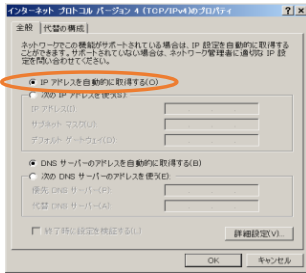 インターネット プロトコル バージョン 4 (TCP/IPv4)のプロパティ
全般
代替の構成
ネットワークでこの機能がサポートされている場合は、IP 設定を自動的に取得する
ことができます。サポートされていない場合は、ネットワーク管理者に適切な IP 設
定を問い合わせてください。
IP アドレスを自動的に取得する(O)
次の IP アドレスを使う(S):
IP アドレス(I):
サブネット マスク(U):
デフォルト ゲートウェイ(D):
DNS サーバーのアドレスを自動的に取得する(B)
次の DNS サーバーのアドレスを使う(E):
優先 DNS サーバー(P):
代替 DNS サーバー(A):
終了時に設定を検証する(L)
詳細設定(V)...
OK
キャンセル